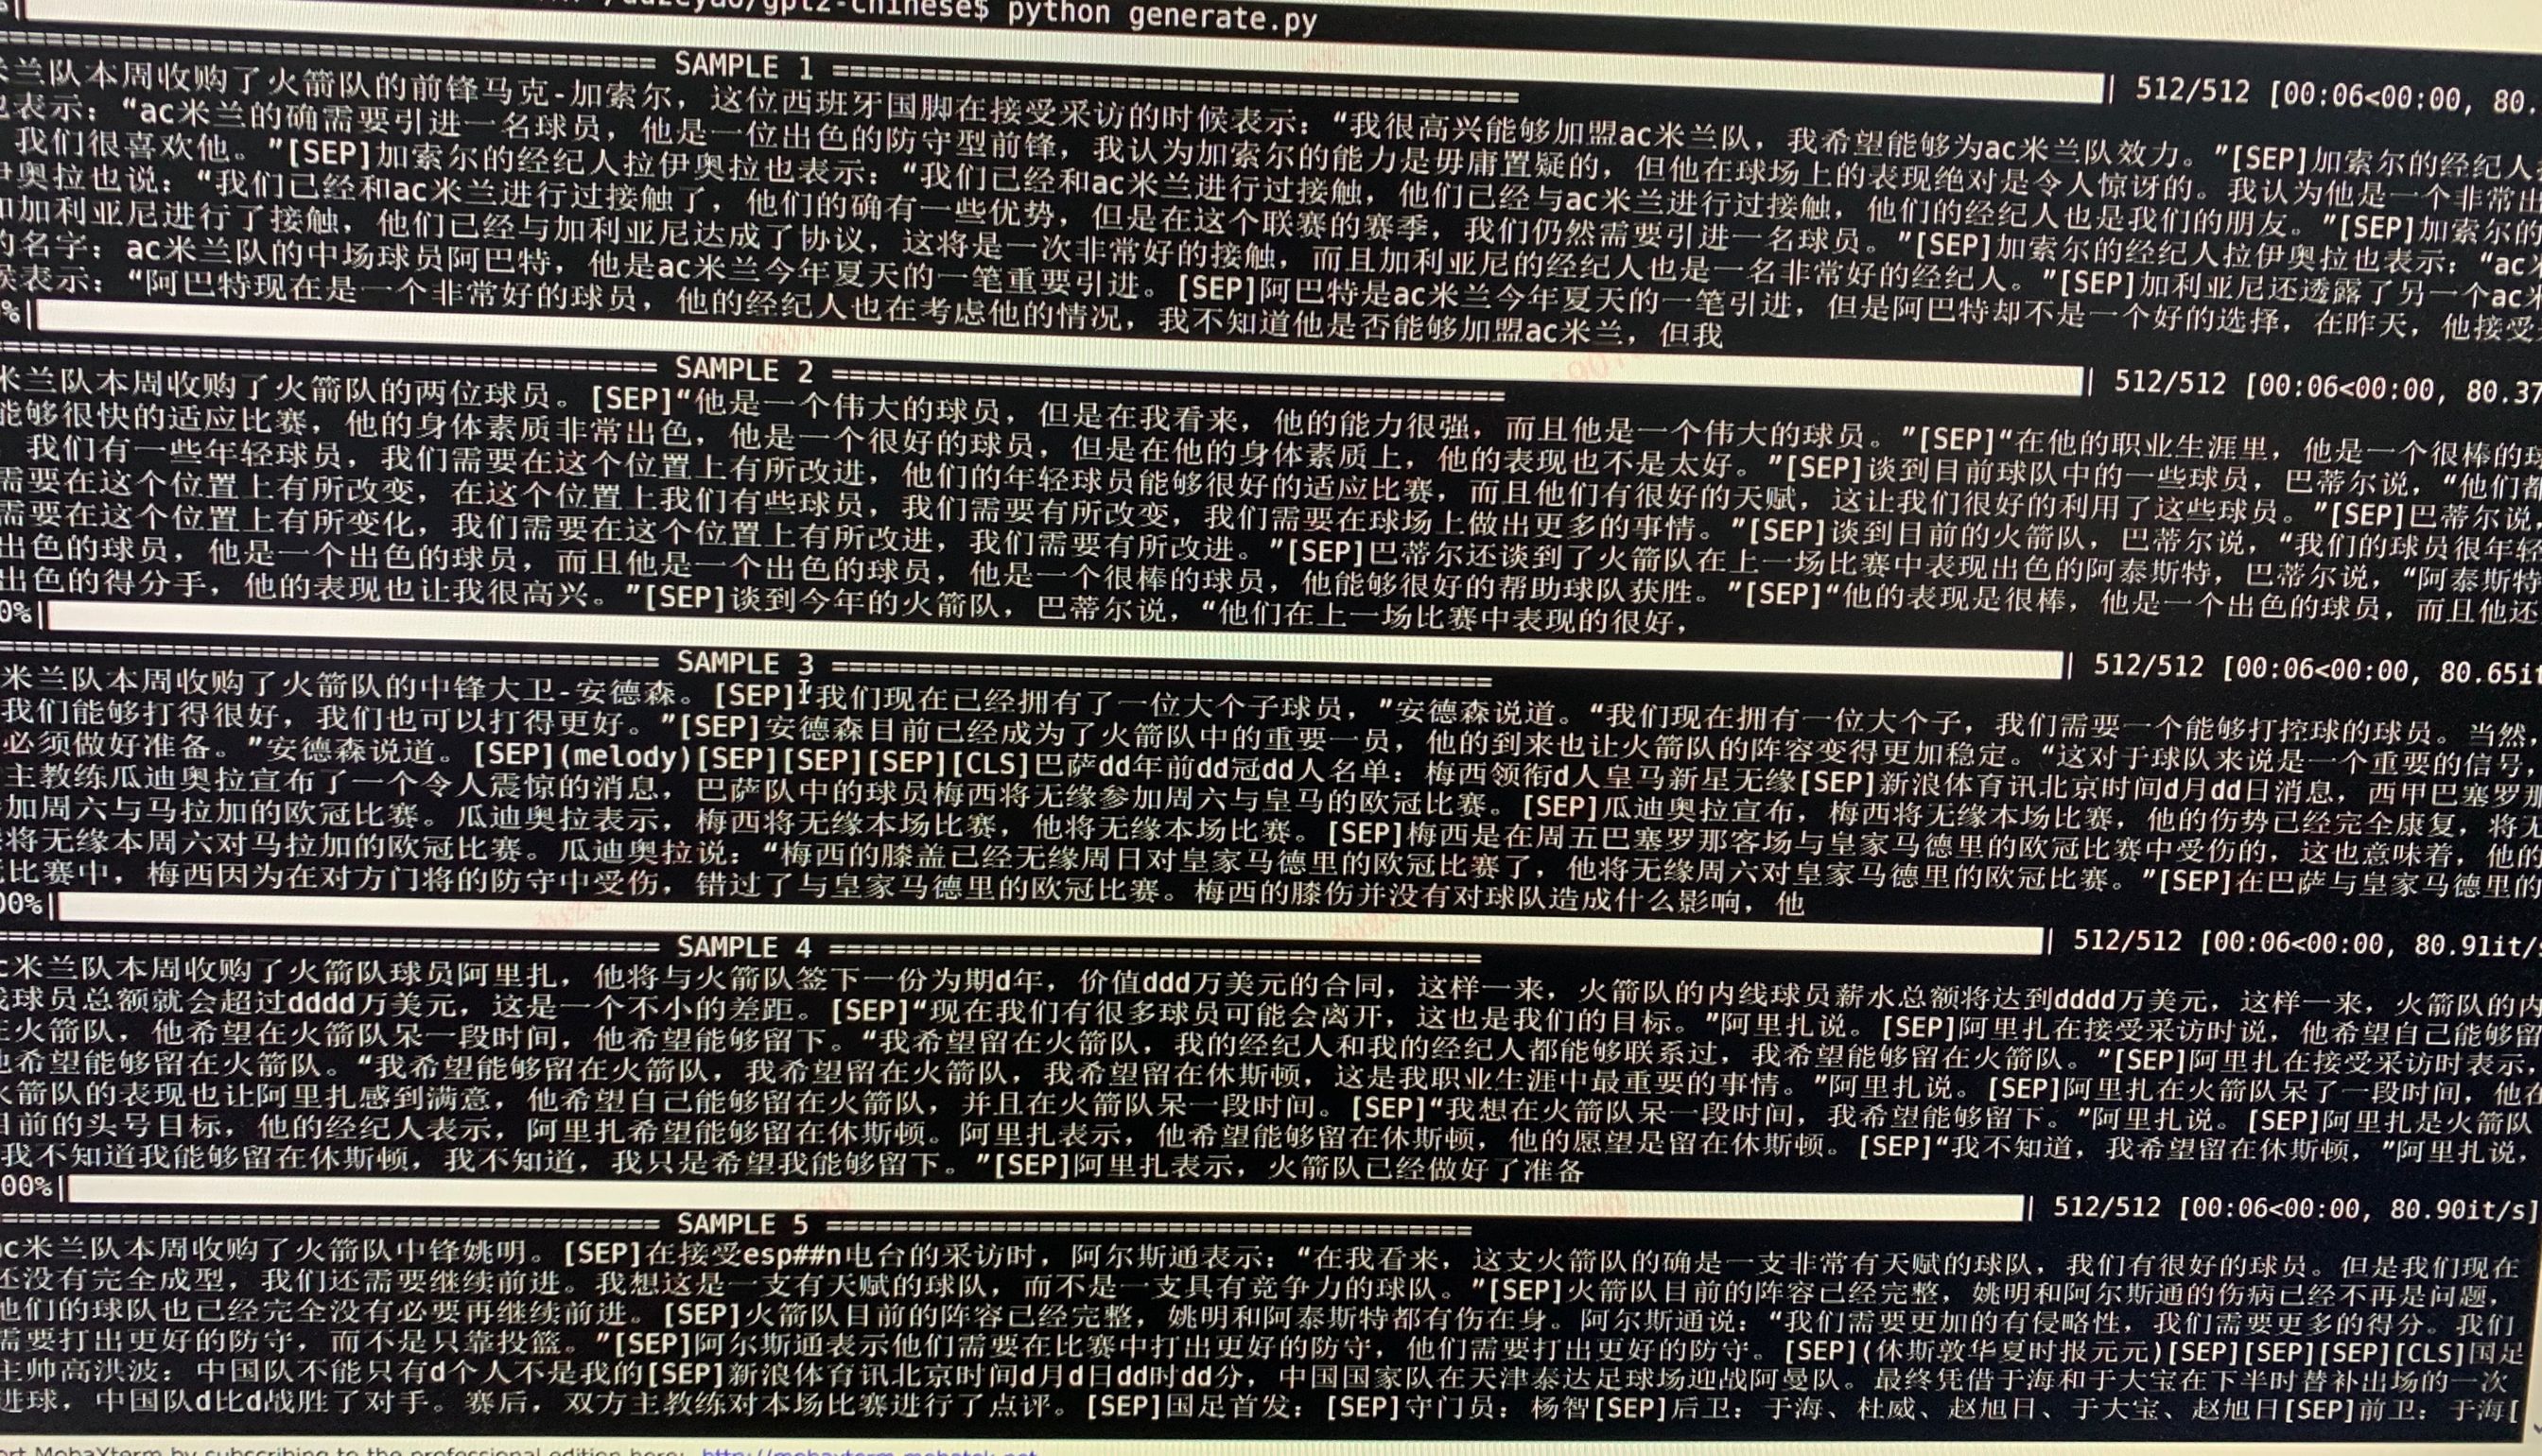 gpt2-Chinese$ python generate.py
512/512 [00:06<00:00, 80.
SAMPLE 1
米兰队本周收购了火箭队的前锋马克-加索尔，这位西班牙国脚在接受采访的时候表示：“我很高兴能够加盟ac米兰队，我希望能够为ac米兰队效力。”[SEP]加索尔的经纪人
表示：“ac米兰的确需要引进一名球员，他是一位出色的防守型前锋，我认为加索尔的能力是毋庸置疑的，但他在球场上的表现绝对是令人惊讶的。我认为他是一个非常出
我们很喜欢他。”[SEP]加索尔的经纪人拉伊奥拉也表示：“我们已经和ac米兰进行过接触，他们已经与ac米兰进行过接触，他们的经纪人也是我们的朋友。”[SEP]加索尔的
奥拉也说：“我们已经和ac米兰进行过接触了，他们的确有一些优势，但是在这个联赛的赛季，我们仍然需要引进一名球员。”[SEP]加索尔的经纪人拉伊奥拉也表示：“ac
加利亚尼进行了接触，他们已经与加利亚尼达成了协议，这将是一次非常好的接触，而且加利亚尼的经纪人也是一名非常好的经纪人。”[SEP]加利亚尼还透露了另一个ac
的名字：ac米兰队的中场球员阿巴特，他是ac米兰今年夏天的一笔重要引进。[SEP]阿巴特是ac米兰今年夏天的一笔引进，但是阿巴特却不是一个好的选择，在昨天，他接受
表示：“阿巴特现在是一个非常好的球员，他的经纪人也在考虑他的情况，我不知道他是否能够加盟ac米兰，但我
%| 512/512 [00:06<00:00, 80.37
SAMPLE 2
米兰队本周收购了火箭队的两位球员。[SEP]“他是一个伟大的球员，但是在我看来，他的能力很强，而且他是一个伟大的球员。”[SEP]“在他的职业生涯里，他是一个很棒的球
能够很快的适应比赛，他的身体素质非常出色，他是一个很好的球员，但是在他的身体素质上，他的表现也不是太好。”[SEP]谈到目前球队中的一些球员，巴蒂尔说，“他们都
我们有一些年轻球员，我们需要在这个位置上有所改进，他们的年轻球员能够很好的适应比赛，而且他们有很好的天赋，这让我们很好的利用了这些球员。”[SEP]巴蒂尔说，
需要在这个位置上有所改变，在这个位置上我们有些球员，我们需要有所改变，我们需要在球场上做出更多的事情。”[SEP]谈到目前的火箭队，巴蒂尔说，“我们的球员很年轻
需要在这个位置上有所变化，我们需要在这个位置上有所改进，我们需要有所改进。”[SEP]巴蒂尔还谈到了火箭队在上一场比赛中表现出色的阿泰斯特，巴蒂尔说，“阿泰斯特
出色的球员，他是一个出色的球员，而且他是一个出色的球员，他是一个很棒的球员，他能够很好的帮助球队获胜。”[SEP]“他的表现是很棒，他是一个出色的球员，而且他还
出色的得分手，他的表现也让我很高兴。”[SEP]谈到今年的火箭队，巴蒂尔说，“他们在上一场比赛中表现的很好，
0%| 512/512 [00:06<00:00, 80.65it
SAMPLE 3
米兰队本周收购了火箭队的中锋大卫-安德森。[SEP]“我们现在已经拥有了一位大个子球员，”安德森说道。“我们现在拥有一位大个子，我们需要一个能够打控球的球员。当然，
我们能够打得很好，我们也可以打得更好。”[SEP]安德森目前已经成为了火箭队中的重要一员，他的到来也让火箭队的阵容变得更加稳定。“这对于球队来说是一个重要的信号，
必须做好准备。”安德森说道。[SEP](melody)[SEP][SEP][SEP][CLS]巴萨dd年前dd冠dd人名单：梅西领衔d人皇马新星无缘[SEP]新浪体育讯北京时间d月dd日消息，西甲巴塞罗那
主教练瓜迪奥拉宣布了一个令人震惊的消息，巴萨队中的球员梅西将无缘参加周六与皇马的欧冠比赛。[SEP]瓜迪奥拉宣布，梅西将无缘本场比赛，他的伤势已经完全康复，将无
加周六与马拉加的欧冠比赛。瓜迪奥拉表示，梅西将无缘本场比赛，他将无缘本场比赛。[SEP]梅西是在周五巴塞罗那客场与皇家马德里的欧冠比赛中受伤的，这也意味着，他的
将无缘本周六对马拉加的欧冠比赛。瓜迪奥拉说：“梅西的膝盖已经无缘周日对皇家马德里的欧冠比赛了，他将无缘周六对皇家马德里的欧冠比赛。”[SEP]在巴萨与皇家马德里的
比赛中，梅西因为在对方门将的防守中受伤，错过了与皇家马德里的欧冠比赛。梅西的膝伤并没有对球队造成什么影响，他
00%| 512/512 [00:06<00:00, 80.91it/
SAMPLE 4
米兰队本周收购了火箭队球员阿里扎，他将与火箭队签下一份为期d年，价值ddd万美元的合同，这样一来，火箭队的内线球员薪水总额将达到dddd万美元，这样一来，火箭队的内
球员总额就会超过dddd万美元，这是一个不小的差距。[SEP]“现在我们有很多球员可能会离开，这也是我们的目标。”阿里扎说。[SEP]阿里扎在接受采访时说，他希望自己能够留
在火箭队，他希望在火箭队呆一段时间，他希望能够留下。“我希望留在火箭队，我的经纪人和我的经纪人都能够联系过，我希望能够留在火箭队。”[SEP]阿里扎在接受采访时表示，
他希望能够留在火箭队。“我希望能够留在火箭队，我希望留在火箭队，我希望留在休斯顿，这是我职业生涯中最重要的事情。”阿里扎说。[SEP]阿里扎在火箭队呆了一段时间，他在
火箭队的表现也让阿里扎感到满意，他希望自己能够留在火箭队，并且在火箭队呆一段时间。[SEP]“我想在火箭队呆一段时间，我希望能够留下。”阿里扎说。[SEP]阿里扎是火箭队
目前的头号目标，他的经纪人表示，阿里扎希望能够留在休斯顿。阿里扎表示，他希望能够留在休斯顿，他的愿望是留在休斯顿。[SEP]“我不知道，我希望留在休斯顿，”阿里扎说，
我不知道我能够留在休斯顿，我不知道，我只是希望我能够留下。”[SEP]阿里扎表示，火箭队已经做好了准备
00%| 512/512 [00:06<00:00, 80.90it/s]
SAMPLE 5
ac米兰队本周收购了火箭队中锋姚明。[SEP]在接受esp##n电台的采访时，阿尔斯通表示：“在我看来，这支火箭队的确是一支非常有天赋的球队，我们有很好的球员。但是我们现在
还没有完全成型，我们还需要继续前进。我想这是一支有天赋的球队，而不是一支具有竞争力的球队。”[SEP]火箭队目前的阵容已经完整，姚明和阿尔斯通的伤病已经不再是问题，
他们的球队也已经完全没有必要再继续前进。[SEP]火箭队目前的阵容已经完整，姚明和阿泰斯特都有伤在身。阿尔斯通说：“我们需要更加的有侵略性，我们需要更多的得分。我们
需要打出更好的防守，而不是只靠投篮。”[SEP]阿尔斯通表示他们需要在比赛中打出更好的防守，他们需要打出更好的防守。[SEP](休斯敦华夏时报元元)[SEP][SEP][SEP][CLS]国足
主帅高洪波：中国队不能只有d个人不是我的[SEP]新浪体育讯北京时间d月d日dd时dd分，中国国家队在天津泰达足球场迎战阿曼队。最终凭借于海和于大宝在下半时替补出场的一次
进球，中国队d比d战胜了对手。赛后，双方主教练对本场比赛进行了点评。[SEP]国足首发：[SEP]守门员：杨智[SEP]后卫：于海、杜威、赵旭日、于大宝、赵旭日[SEP]前卫：于海[
MobaXterm by subscribing to the professional edition here: